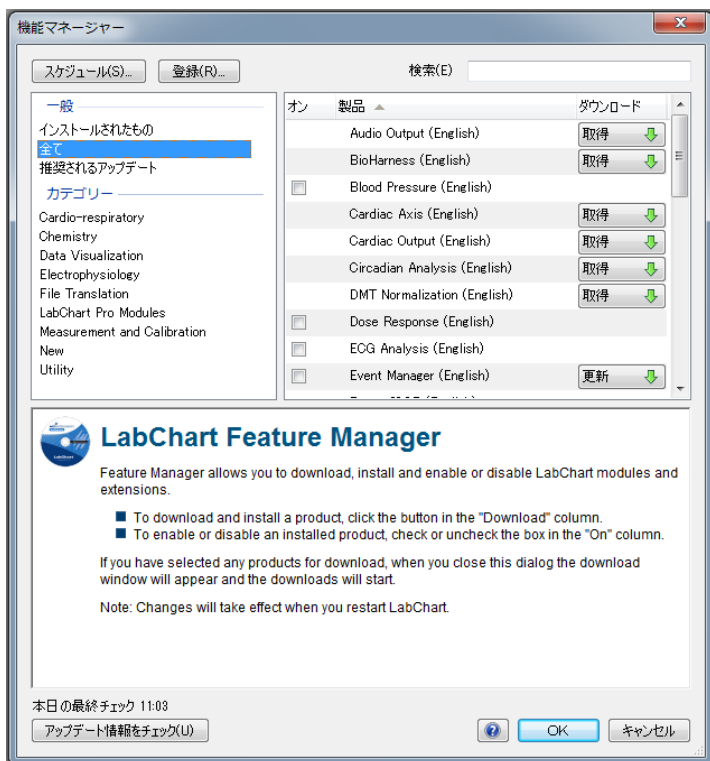 機能マネージャー
スケジュール(S)...
登録(R)...
検索(E)
一般
インストールされたもの
全て
推奨されるアップデート
カテゴリー
Cardio-respiratory
Chemistry
Data Visualization
Electrophysiology
File Translation
LabChart Pro Modules
Measurement and Calibration
New
Utility
オン 製品 ダウンロード
Audio Output (English) 取得
BioHarness (English) 取得
Blood Pressure (English)
Cardiac Axis (English) 取得
Cardiac Output (English) 取得
Circadian Analysis (English) 取得
DMT Normalization (English) 取得
Dose Response (English)
ECG Analysis (English)
Event Manager (English) 更新
LabChart Feature Manager
Feature Manager allows you to download, install and enable or disable LabChart modules and
extensions.
To download and install a product, click the button in the "Download" column.
To enable or disable an installed product, check or uncheck the box in the "On" column.
If you have selected any products for download, when you close this dialog the download
window will appear and the downloads will start.
Note: Changes will take effect when you restart LabChart.
本日の最終チェック 11:03
アップデート情報をチェック(U)
OK
キャンセル